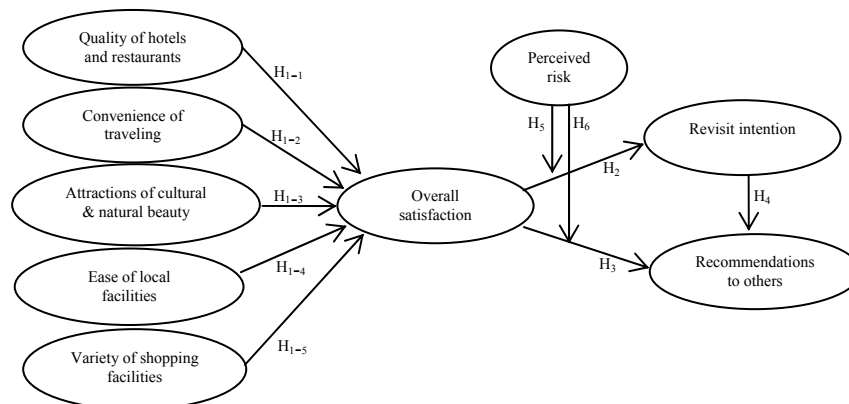 Quality of hotels
and restaurants
H1-1
Convenience of
traveling
H1-2
Attractions of cultural
& natural beauty
H1-3
Ease of local
facilities
H1-4
Variety of shopping
facilities
H1-5
Overall
satisfaction
Perceived
risk
H5
H6
H2
H3
Revisit intention
H4
Recommendations
to others